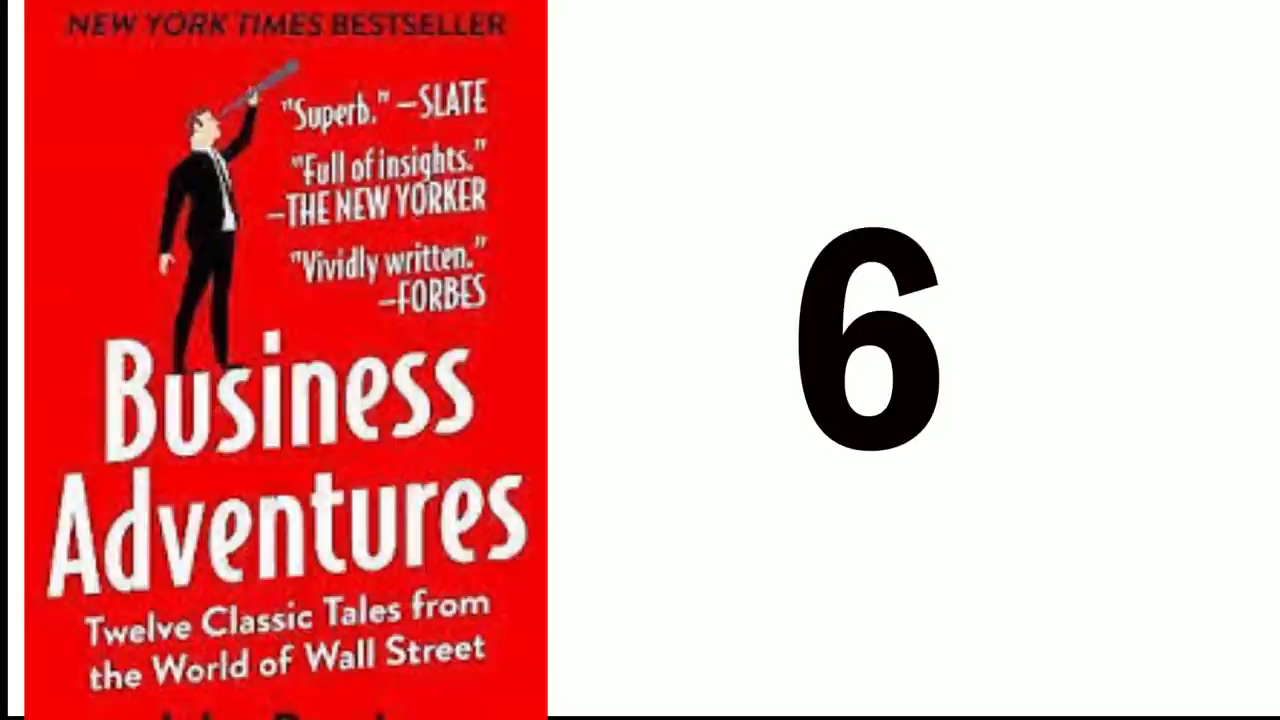 NEW YORK TIMES BESTSELLER
"Superb." —SLATE
"Full of insights."
—THE NEW YORKER
"Vividly written."
—FORBES
Business
Adventures
Twelve Classic Tales from
the World of Wall Street
6